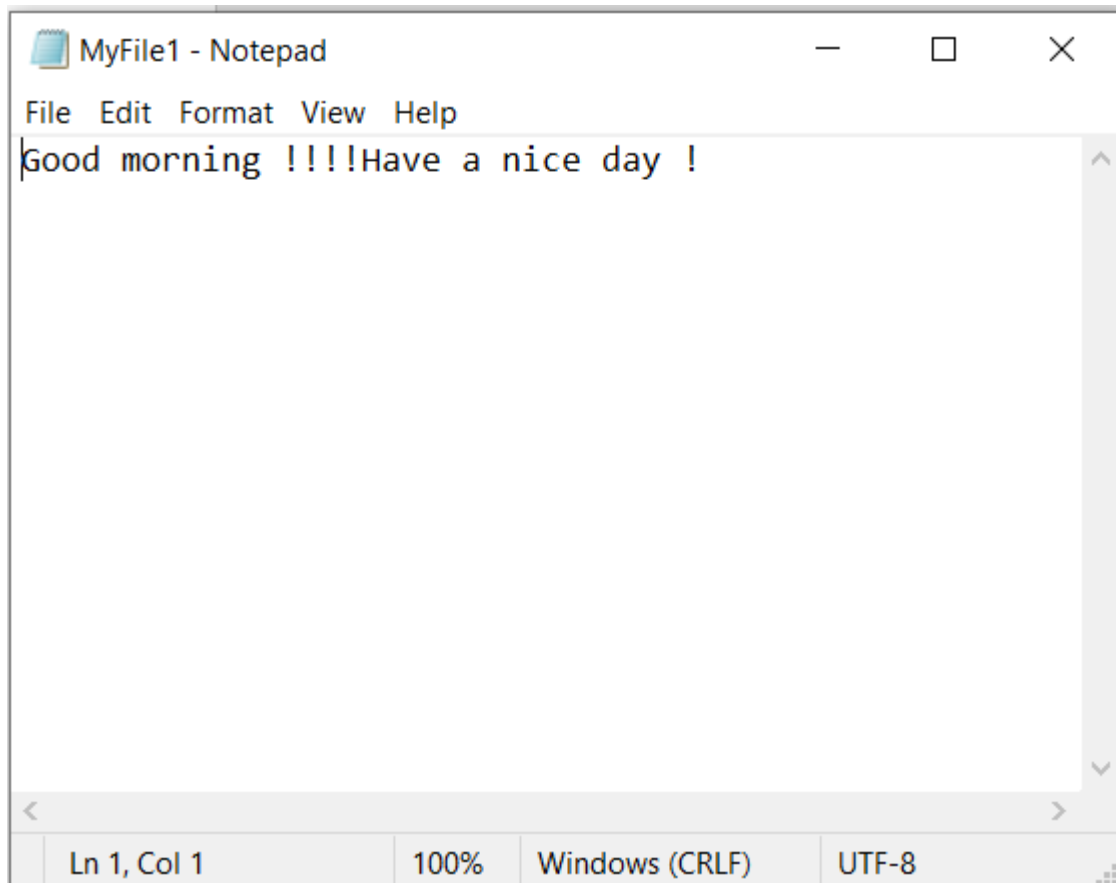 MyFile1 - Notepad
File Edit Format View Help
Good morning !!!!Have a nice day !
Ln 1, Col 1 100% Windows (CRLF) UTF-8